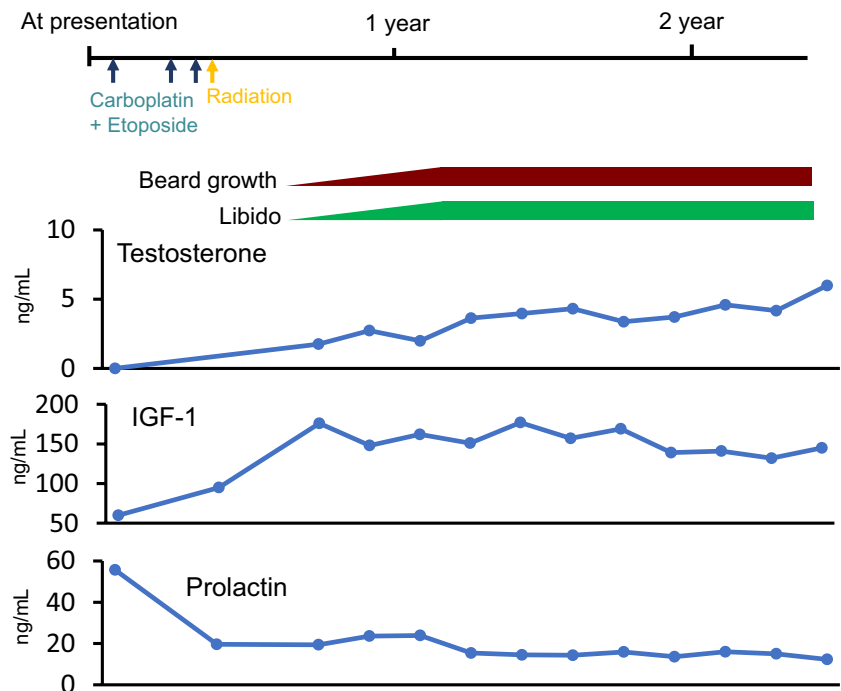 At presentation 1 year 2 year
Carboplatin Radiation
+ Etoposide
Beard growth
Libido
10
Testosterone
ng/mL
5
0
200
IGF-1
150
ng/mL
100
50
60
Prolactin
40
ng/mL
20
0